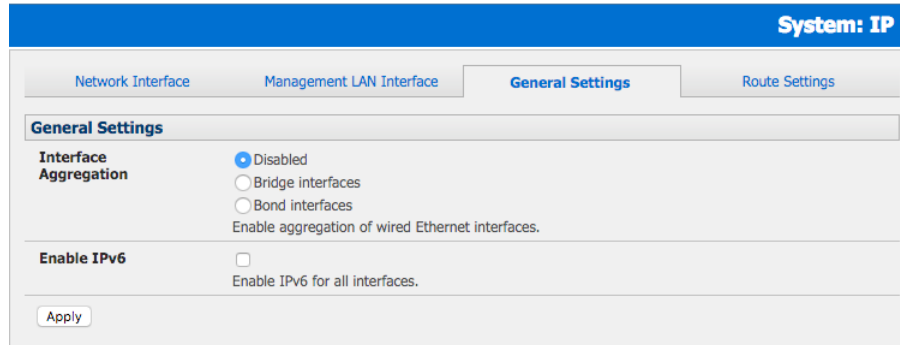 System: IP
Network Interface
Management LAN Interface
General Settings
Route Settings
General Settings
Interface
Aggregation
Disabled
Bridge interfaces
Bond interfaces
Enable aggregation of wired Ethernet interfaces.
Enable IPv6
Enable IPv6 for all interfaces.
Apply